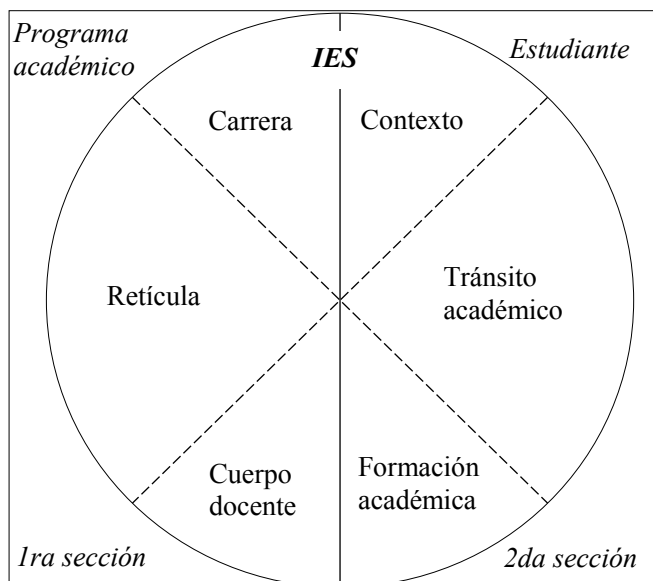 Programa
académico
IES
Estudiante
Carrera
Contexto
Retícula
Tránsito
académico
Cuerpo
docente
Formación
académica
1ra sección
2da sección